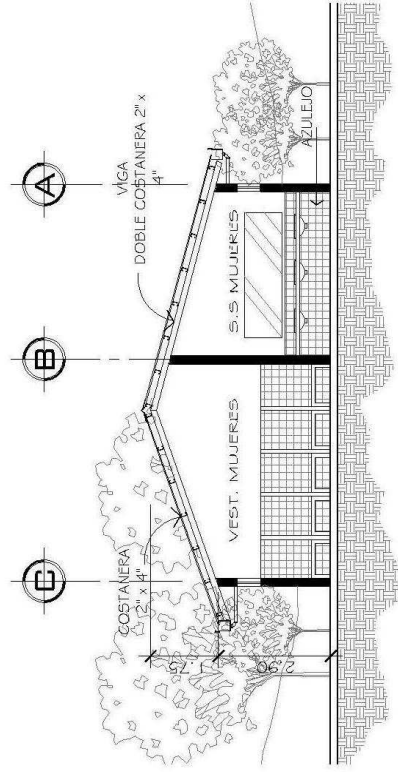 C
B
A
COSTANERA
2" x 4"
VIGA
DOBLE COSTANERA 2" x
4"
VEST. MUJERES
S.S MUJERES
AZULEJO
1.75
2.90